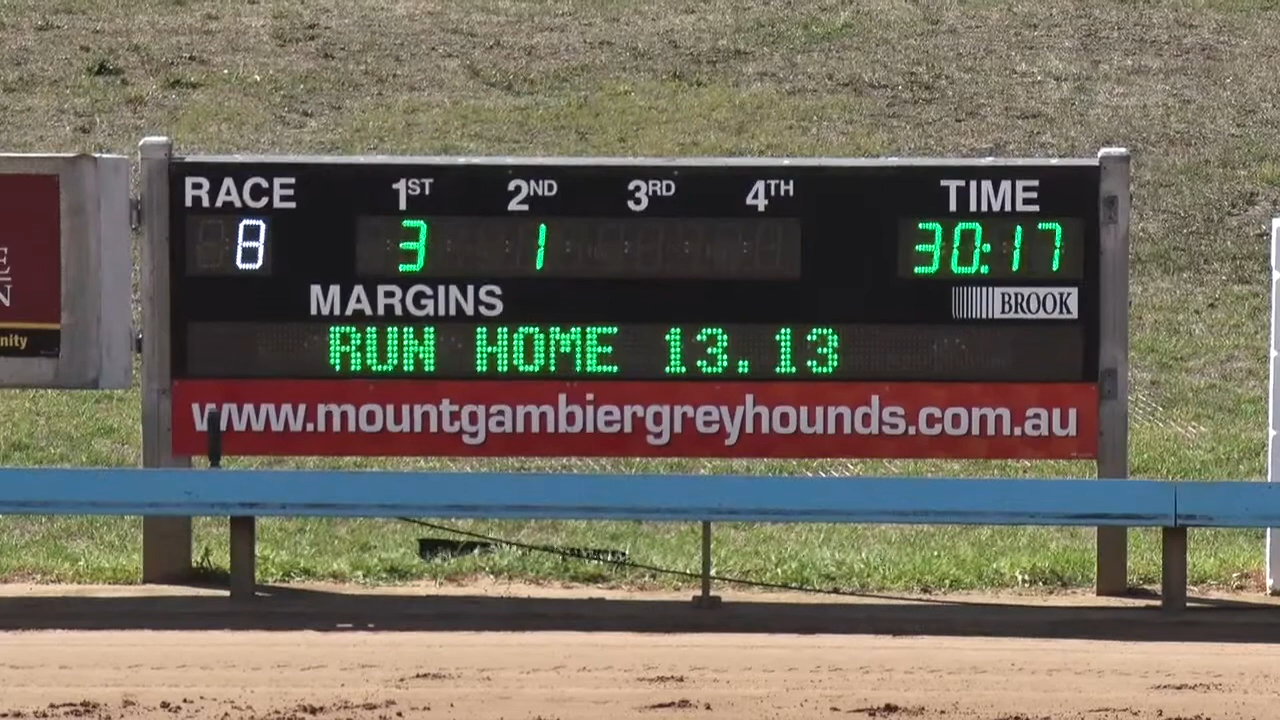 RACE 1ST 2ND 3RD 4TH TIME
8 3 1 30:17
MARGINS BROOK
RUN HOME 13.13
www.mountgambiergreyhounds.com.au
E
N
nity